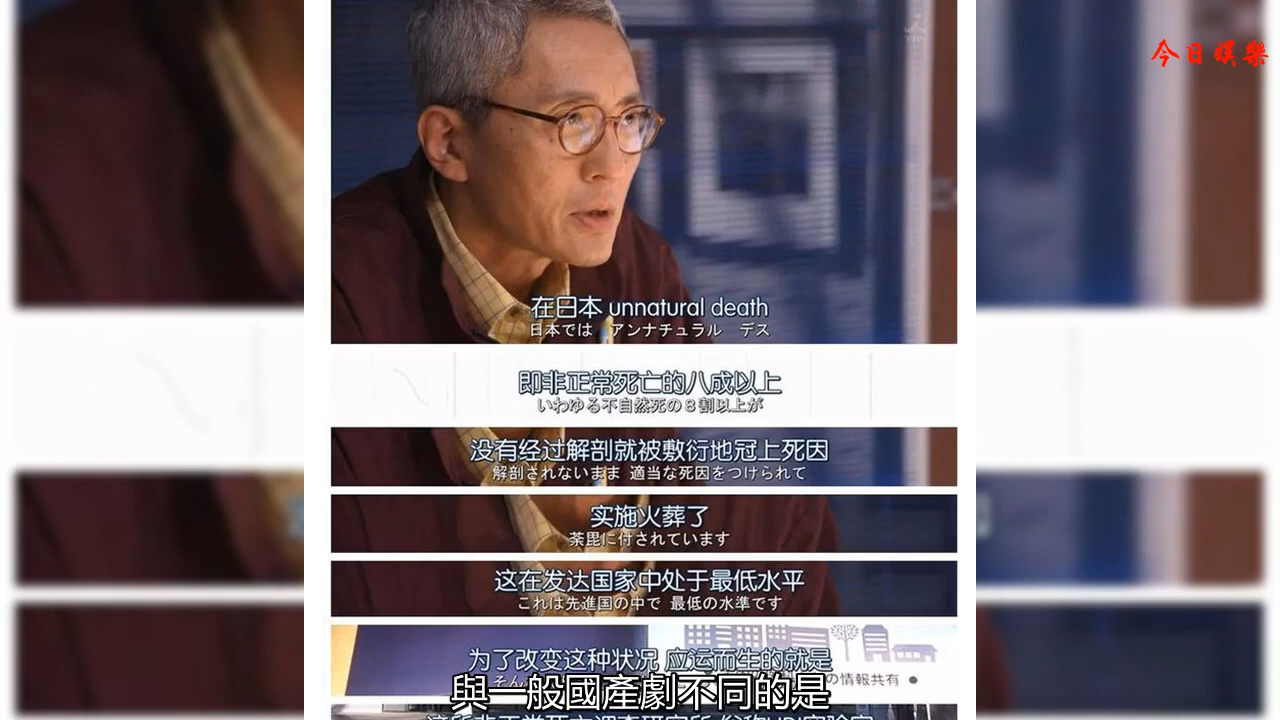 今日娛樂
在日本 unnatural death
日本では アンナチュラル デス
即非正常死亡的八成以上
いわゆる不自然死の8割以上が
没有经过解剖就被敷衍地冠上死因
解剖されないまま 適当な死因をつけられて
实施火葬了
荼毘に付されています
这在发达国家中处于最低水平
これは先進国の中で 最低の水準です
为了改变这种状况 应运而生的就是
そん
の情報共有 ●
與一般國產劇不同的是